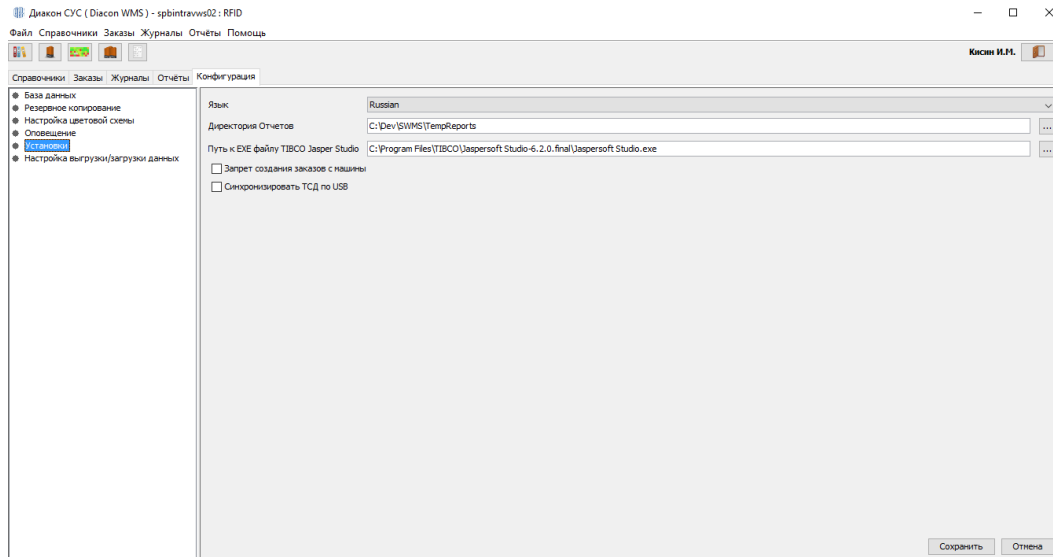 Диакон СУС ( Diacon WMS ) - spbintravws02 : RFID
Файл Справочники Заказы Журналы Отчёты Помощь
Кисин И.М.
Справочники Заказы Журналы Отчёты Конфигурация
База данных
Резервное копирование
Настройка цветовой схемы
Оповещение
Установки
Настройка выгрузки/загрузки данных
Язык Russian
Директория Отчетов C:\Dev\SWMS\TempReports ...
Путь к EXE файлу TIBCO Jasper Studio C:\Program Files\TIBCO\Jaspersoft Studio-6.2.0.final\Jaspersoft Studio.exe ...
Запрет создания заказов с машины
Синхронизировать ТСД по USB
Сохранить Отмена